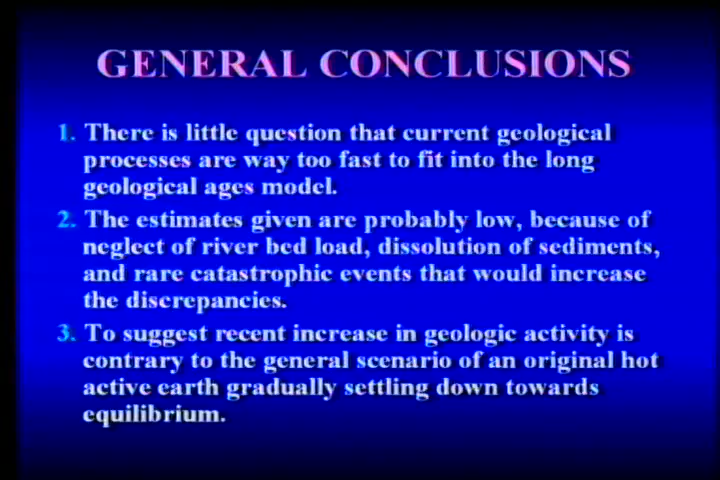 GENERAL CONCLUSIONS
1. There is little question that current geological
processes are way too fast to fit into the long
geological ages model.
2. The estimates given are probably low, because of
neglect of river bed load, dissolution of sediments,
and rare catastrophic events that would increase
the discrepancies.
3. To suggest recent increase in geologic activity is
contrary to the general scenario of an original hot
active earth gradually settling down towards
equilibrium.